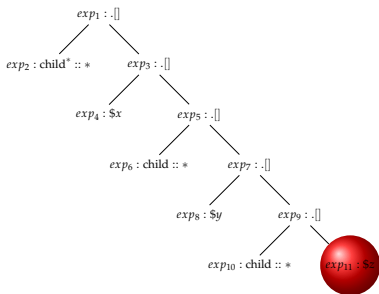 exp₁ : .[]
exp₂ : child* :: * exp₃ : .[]
exp₄ : $x exp₅ : .[]
exp₆ : child :: * exp₇ : .[]
exp₈ : $y exp₉ : .[]
exp₁₀ : child :: * exp₁₁ : $z